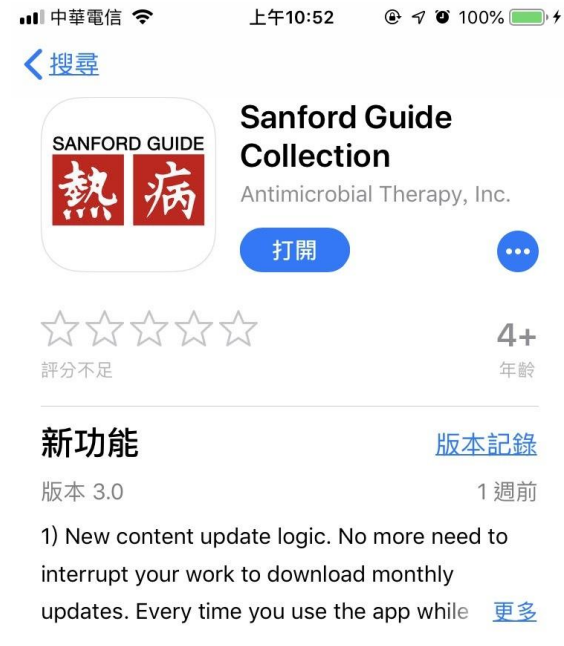 中華電信 上午10:52 100%
搜尋
SANFORD GUIDE
熱病
Sanford Guide
Collection
Antimicrobial Therapy, Inc.
打開
4+
評分不足 年齡
新功能 版本記錄
版本 3.0 1 週前
1) New content update logic. No more need to
interrupt your work to download monthly
updates. Every time you use the app while 更多